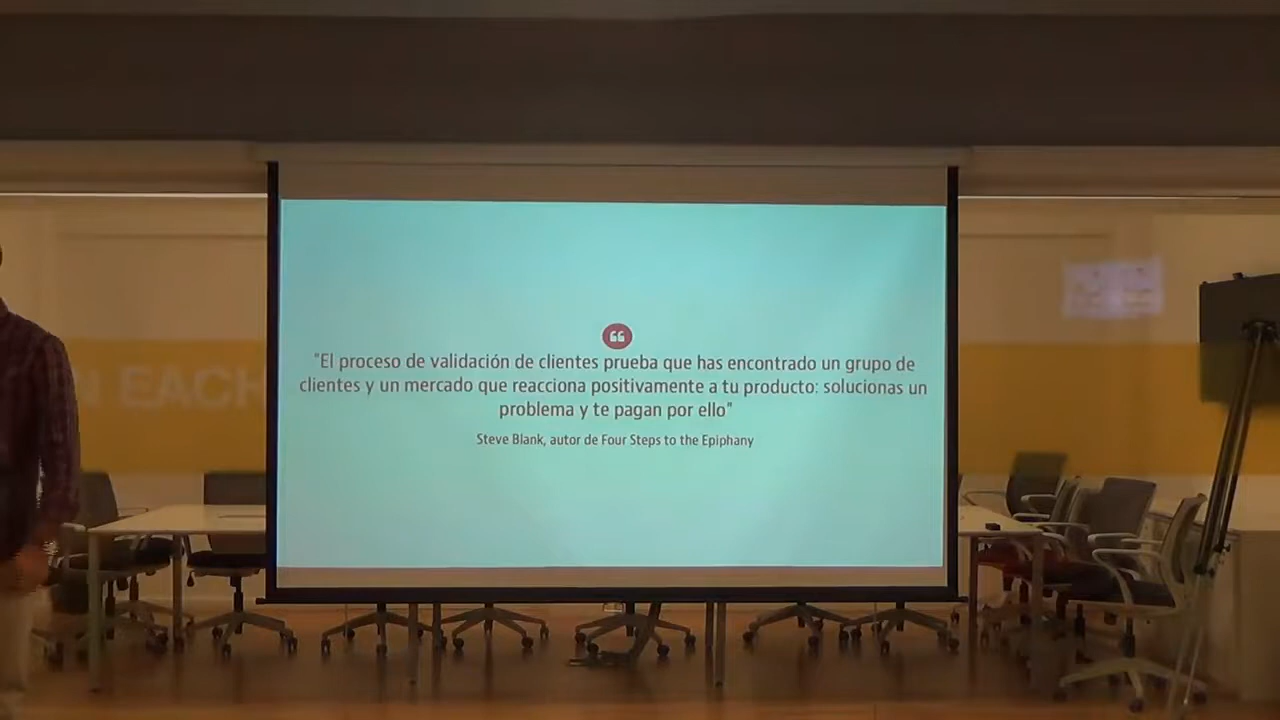 "El proceso de validación de clientes prueba que has encontrado un grupo de
clientes y un mercado que reacciona positivamente a tu producto: solucionas un
problema y te pagan por ello"
Steve Blank, autor de Four Steps to the Epiphany
EACH